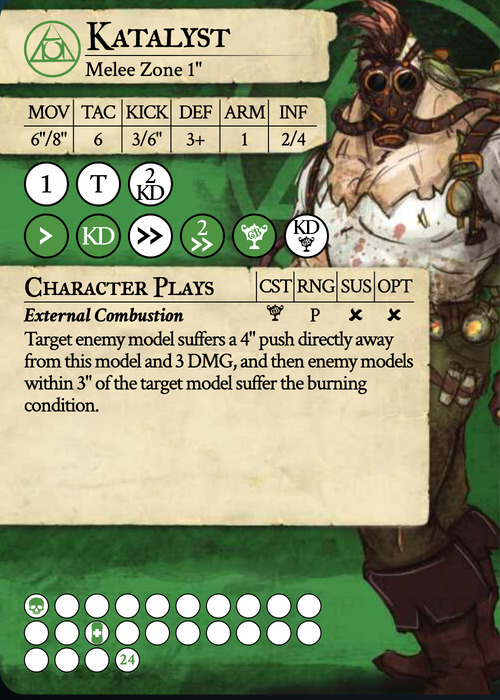 KATALYST
Melee Zone 1"
MOV TAC KICK DEF ARM INF
6"/8" 6 3/6" 3+ 1 2/4
1 T 2 KD
> KD >> 2 >> KD
CHARACTER PLAYS CST RNG SUS OPT
External Combustion P ✘ ✘
Target enemy model suffers a 4" push directly away
from this model and 3 DMG, and then enemy models
within 3" of the target model suffer the burning
condition.
24